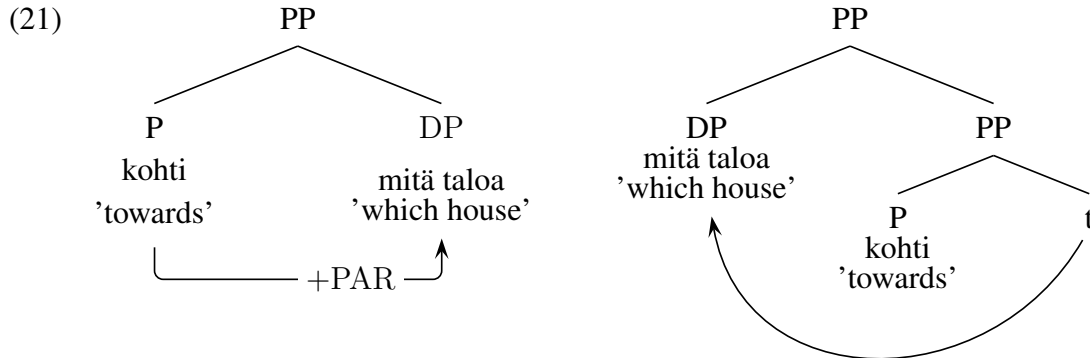 (21) PP PP
P DP DP PP
kohti mitä taloa mitä taloa
'towards' 'which house' 'which house' P t
+PAR kohti
'towards'